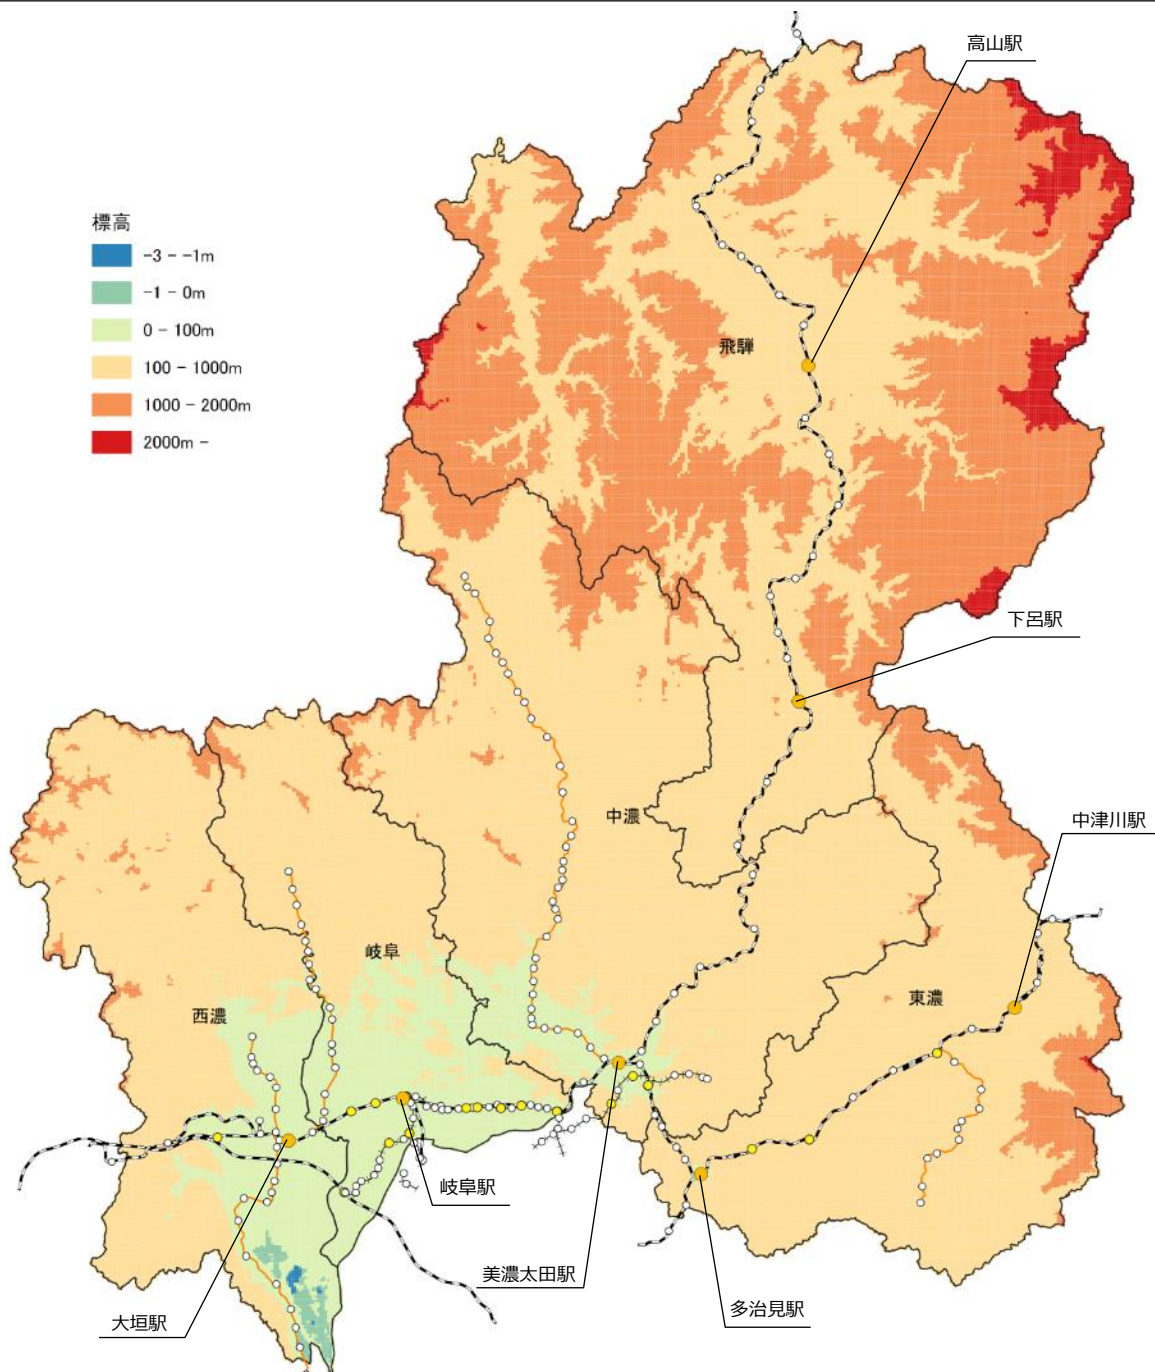 高山駅
標高
-3 - -1m
-1 - 0m
0 - 100m
100 - 1000m
1000 - 2000m
2000m -
飛騨
下呂駅
中濃
中津川駅
岐阜
東濃
西濃
岐阜駅
美濃太田駅
多治見駅
大垣駅